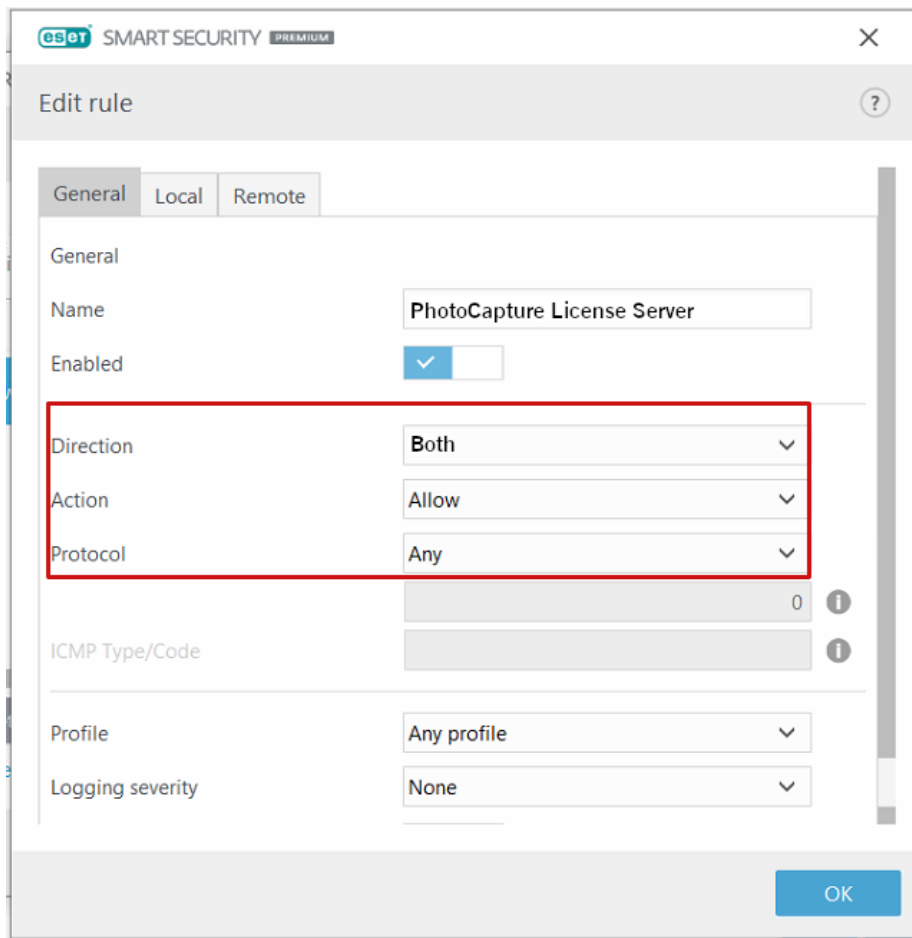 eset SMART SECURITY PREMIUM
Edit rule
?
General Local Remote
General
Name PhotoCapture License Server
Enabled
Direction Both
Action Allow
Protocol Any
0
ICMP Type/Code
Profile Any profile
Logging severity None
OK